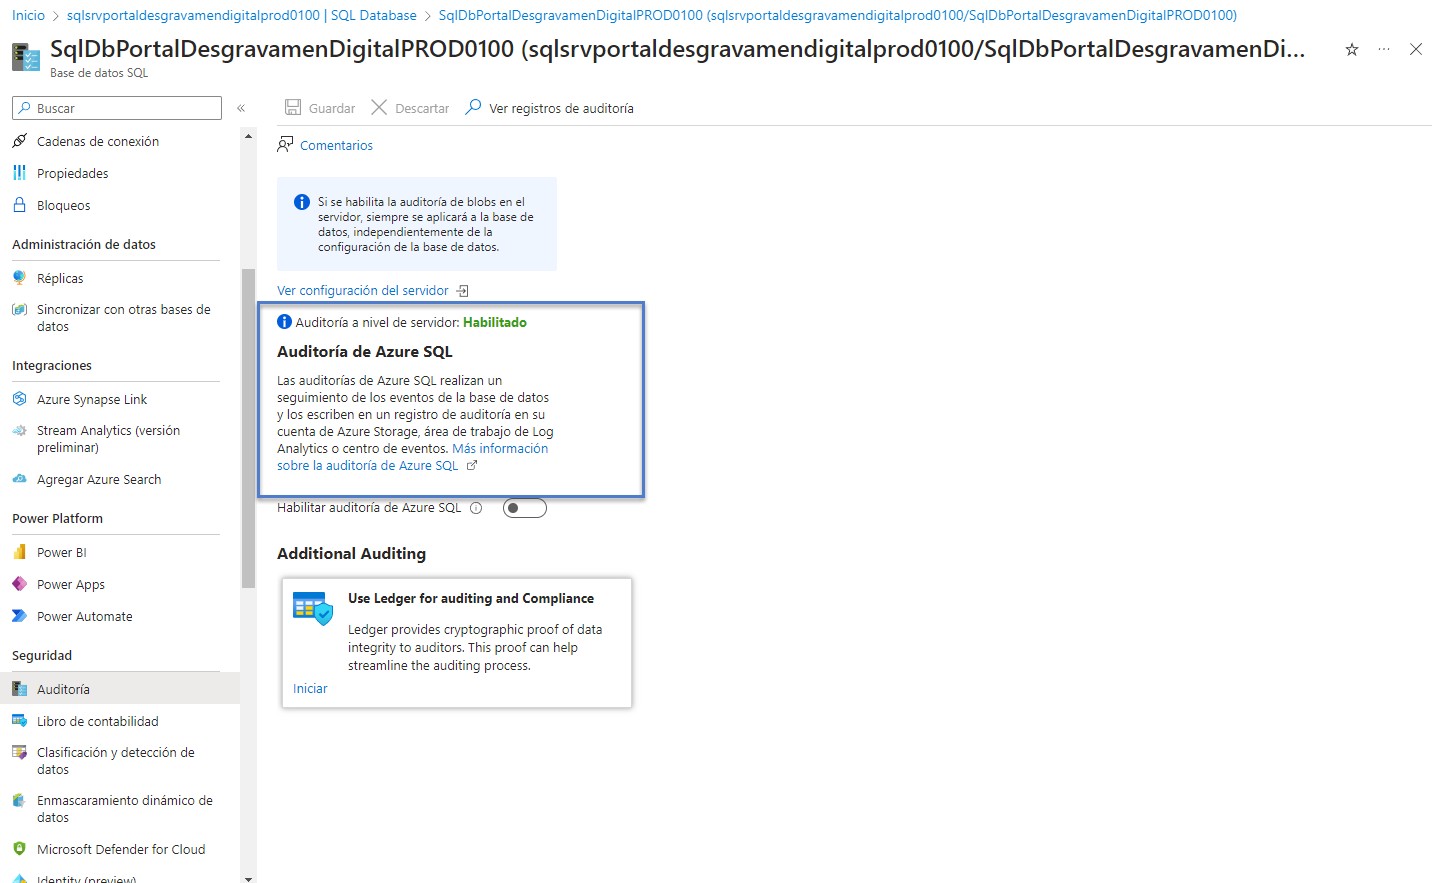 Inicio > sqlsrvportaldesgravamendigitalprod0100 | SQL Database > SqlDbPortalDesgravamenDigitalPROD0100 (sqlsrvportaldesgravamendigitalprod0100/SqlDbPortalDesgravamenDigitalPROD0100)
SqlDbPortalDesgravamenDigitalPROD0100 (sqlsrvportaldesgravamendigitalprod0100/SqlDbPortalDesgravamenDi...
Base de datos SQL
Buscar
Cadenas de conexión
Propiedades
Bloqueos
Administración de datos
Réplicas
Sincronizar con otras bases de
datos
Integraciones
Azure Synapse Link
Stream Analytics (versión
preliminar)
Agregar Azure Search
Power Platform
Power BI
Power Apps
Power Automate
Seguridad
Auditoría
Libro de contabilidad
Clasificación y detección de
datos
Enmascaramiento dinámico de
datos
Microsoft Defender for Cloud
Identity (preview)
Guardar Descartar Ver registros de auditoría
Comentarios
Si se habilita la auditoría de blobs en el
servidor, siempre se aplicará a la base de
datos, independientemente de la
configuración de la base de datos.
Ver configuración del servidor
Auditoría a nivel de servidor: Habilitado
Auditoría de Azure SQL
Las auditorías de Azure SQL realizan un
seguimiento de los eventos de la base de datos
y los escriben en un registro de auditoría en su
cuenta de Azure Storage, área de trabajo de Log
Analytics o centro de eventos. Más información
sobre la auditoría de Azure SQL
Habilitar auditoría de Azure SQL
Additional Auditing
Use Ledger for auditing and Compliance
Ledger provides cryptographic proof of data
integrity to auditors. This proof can help
streamline the auditing process.
Iniciar